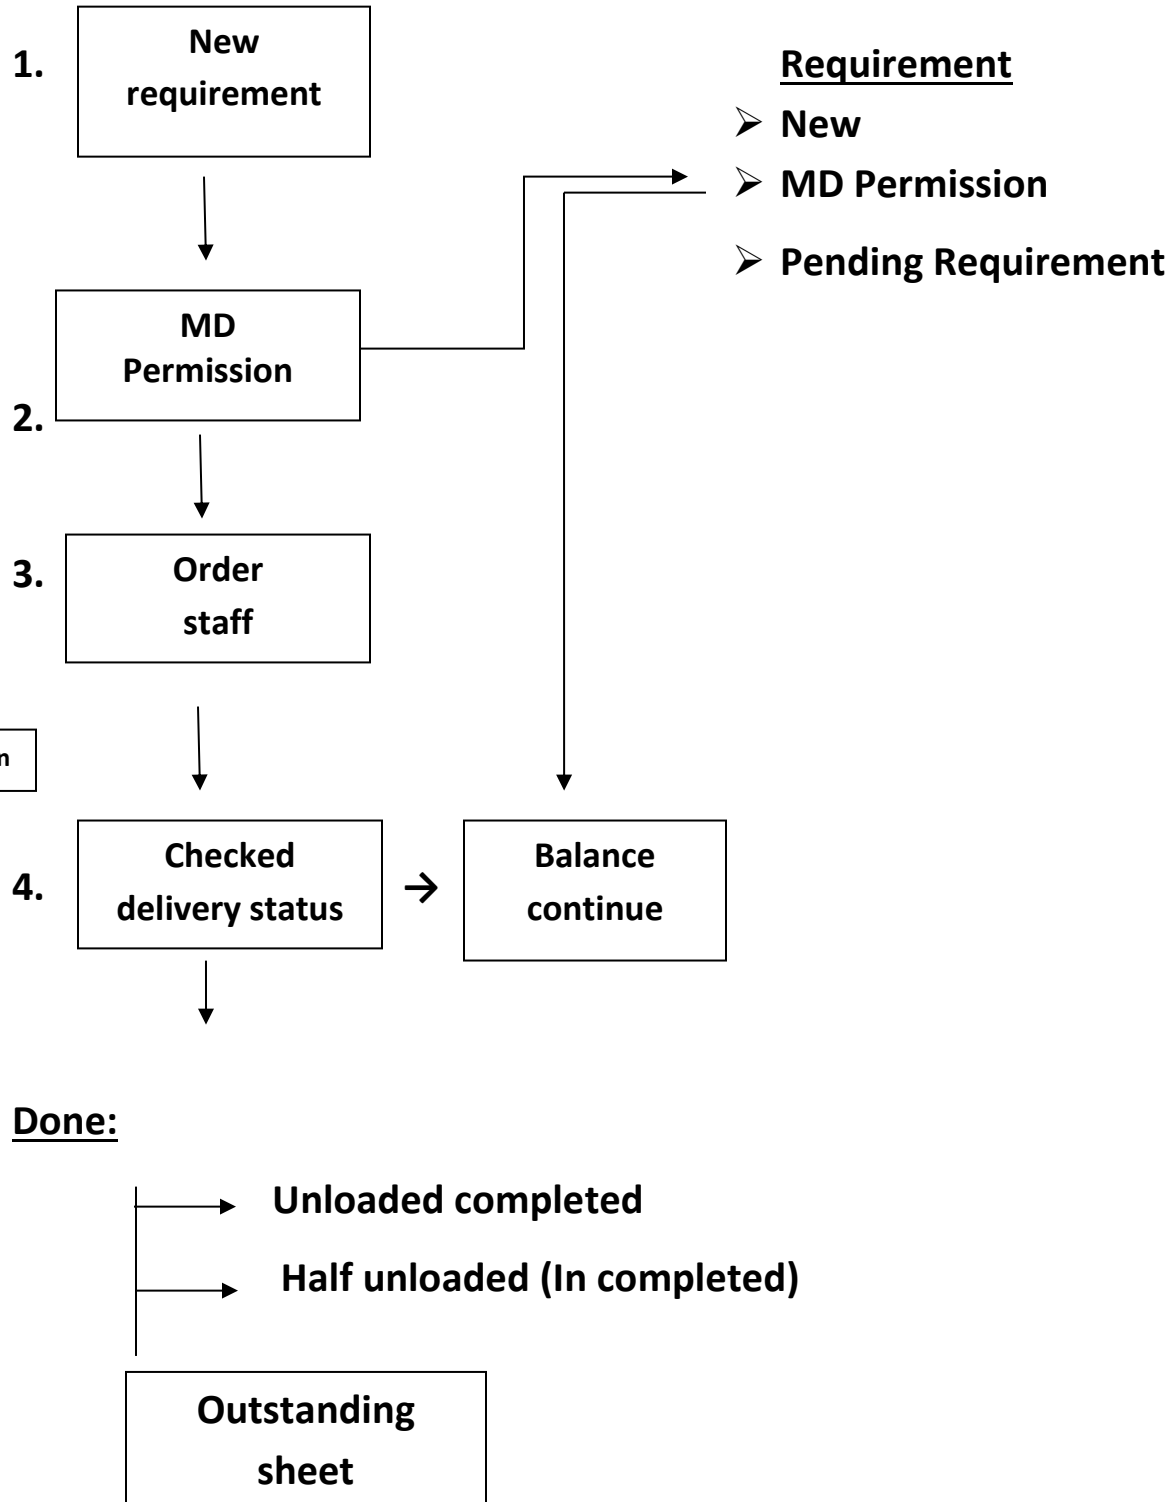 1.
New
requirement
Requirement
➢ New
➢ MD Permission
➢ Pending Requirement
MD
Permission
2.
3.
Order
staff
4.
Checked
delivery status
→
Balance
continue
Done:
Unloaded completed
Half unloaded (In completed)
Outstanding
sheet